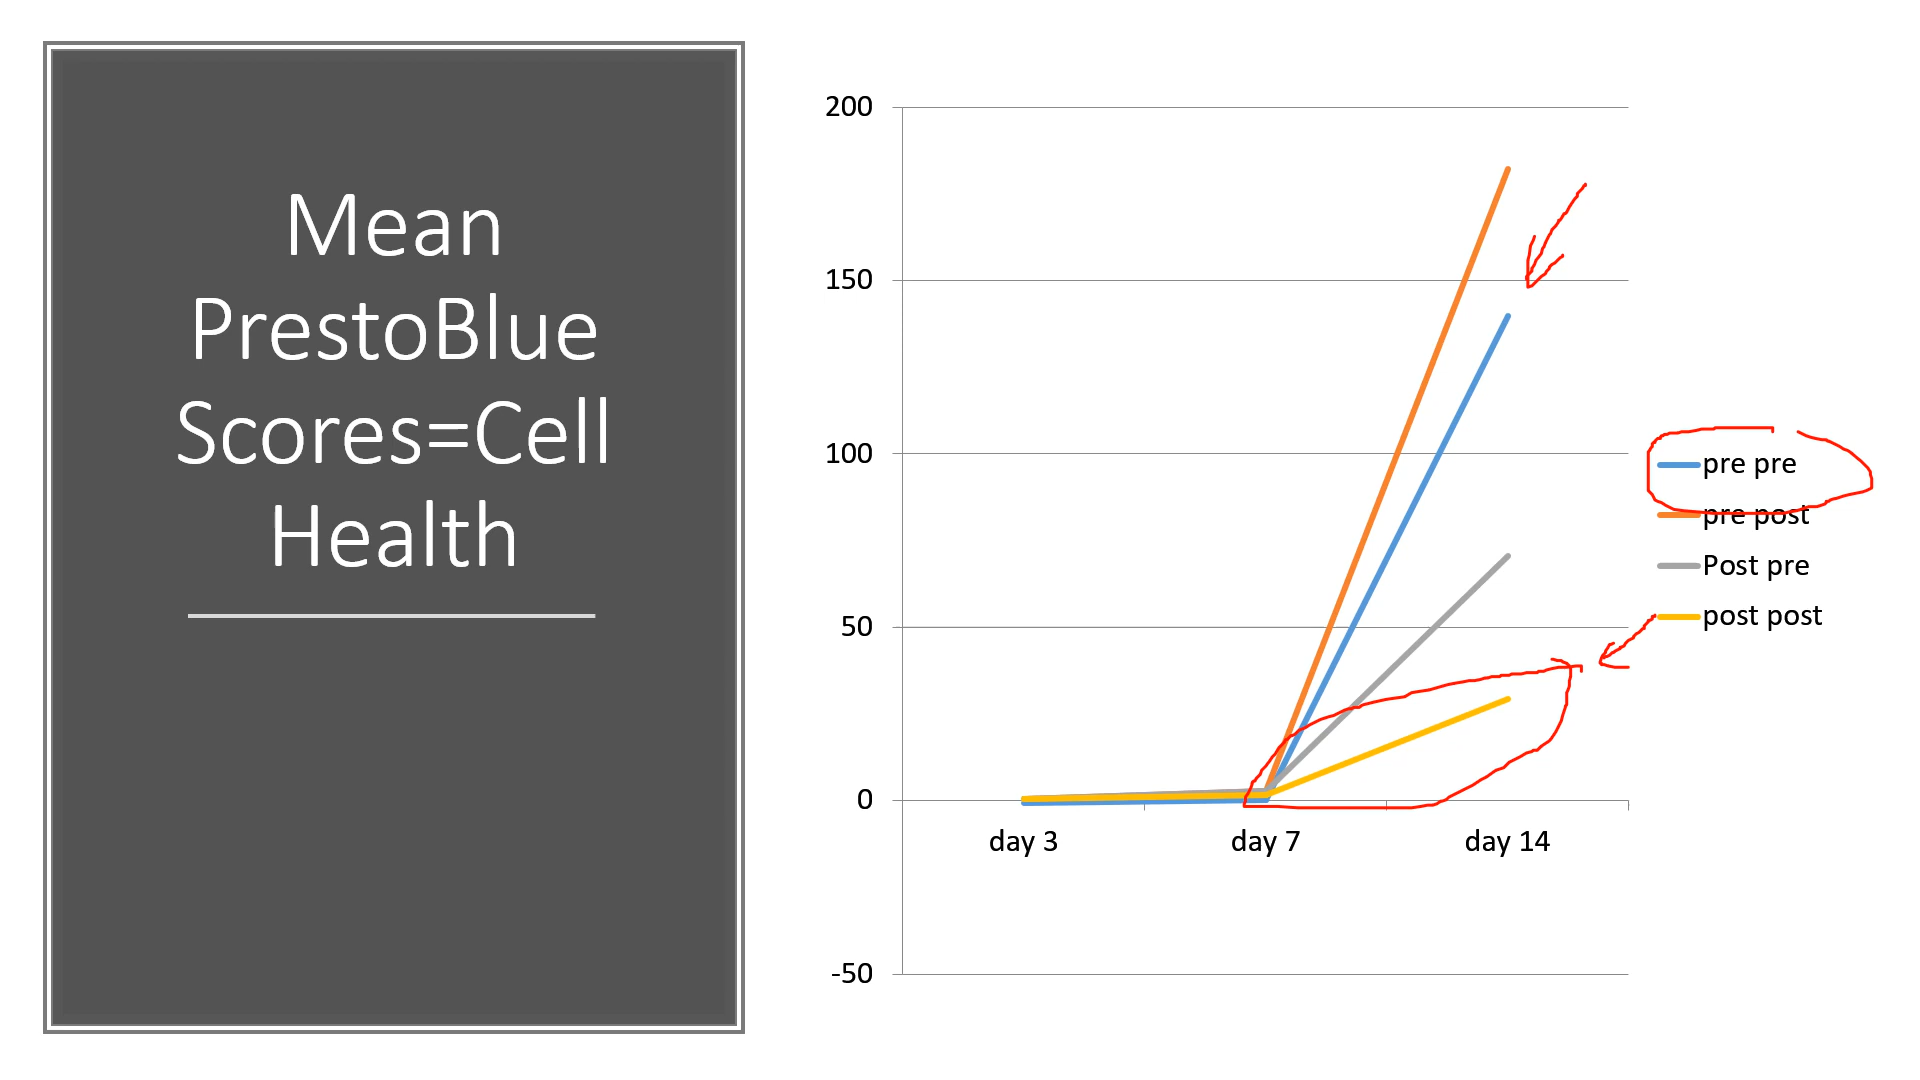 Mean
PrestoBlue
Scores=Cell
Health
200
150
100
50
0
-50
day 3
day 7
day 14
pre pre
pre post
Post pre
post post